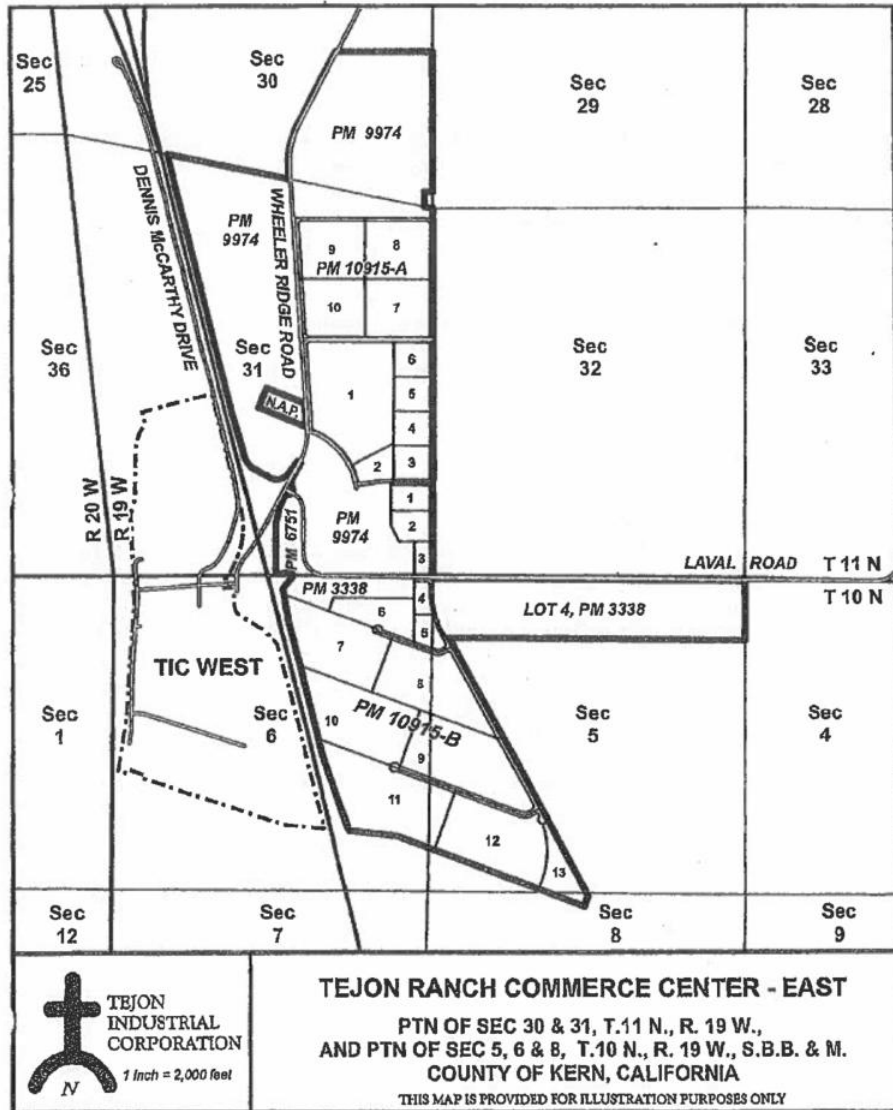 Sec
25
Sec
30
Sec
29
Sec
28
PM 9974
DENNIS McCARTHY DRIVE
PM
9974
WHEELER RIDGE ROAD
9
8
PM 10915-A
10
7
Sec
36
Sec
31
Sec
32
Sec
33
6
5
4
3
1
2
N.A.P.
R 20 W
R 19 W
PM 6751
PM
9974
1
2
3
LAVAL ROAD
T 11 N
T 10 N
PM 3338
4
5
6
LOT 4, PM 3338
7
8
TIC WEST
Sec
1
Sec
6
10
PM 10915-B
9
Sec
5
Sec
4
11
12
13
Sec
12
Sec
7
Sec
8
Sec
9
TEJON
INDUSTRIAL
CORPORATION
1 inch = 2,000 feet
N
TEJON RANCH COMMERCE CENTER - EAST
PTN OF SEC 30 & 31, T.11 N., R. 19 W.,
AND PTN OF SEC 5, 6 & 8, T.10 N., R. 19 W., S.B.B. & M.
COUNTY OF KERN, CALIFORNIA
THIS MAP IS PROVIDED FOR ILLUSTRATION PURPOSES ONLY